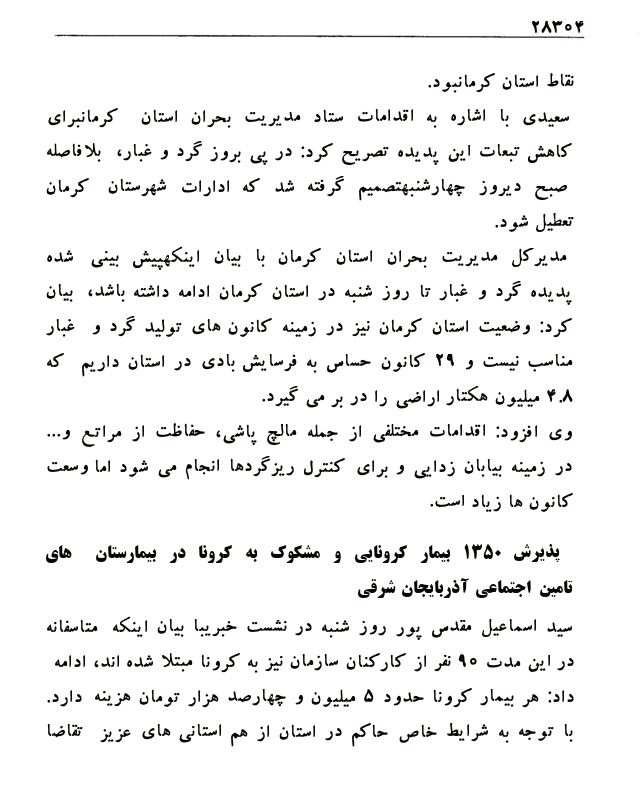 ۲۸۳۰۴
نقاط استان کرمانبود.
سعیدی با اشاره به اقدامات ستاد مدیریت بحران استان کرمانبرای
کاهش تبعات این پدیده تصریح کرد: در پی بروز گرد و غبار، بلافاصله
صبح دیروز چهارشنبهتصمیم گرفته شد که ادارات شهرستان کرمان
تعطیل شود.
مدیرکل مدیریت بحران استان کرمان با بیان اینکهپیش بینی شده
پدیده گرد و غبار تا روز شنبه در استان کرمان ادامه داشته باشد، بیان
کرد: وضعیت استان کرمان نیز در زمینه کانون های تولید گرد و غبار
مناسب نیست و ۲۹ کانون حساس به فرسایش بادی در استان داریم که
۴.۸ میلیون هکتار اراضی را در بر می گیرد.
وی افزود: اقدامات مختلفی از جمله مالچ پاشی، حفاظت از مراتع و...
در زمینه بیابان زدایی و برای کنترل ریزگردها انجام می شود اما وسعت
کانون ها زیاد است.
پذیرش ۱۳۵۰ بیمار کرونایی و مشکوک به کرونا در بیمارستان های
تامین اجتماعی آذربایجان شرقی
سید اسماعیل مقدس پور روز شنبه در نشست خبریبا بیان اینکه متاسفانه
در این مدت ۹۰ نفر از کارکنان سازمان نیز به کرونا مبتلا شده اند، ادامه
داد: هر بیمار کرونا حدود ۵ میلیون و چهارصد هزار تومان هزینه دارد.
با توجه به شرایط خاص حاکم در استان از هم استانی های عزیز تقاضا